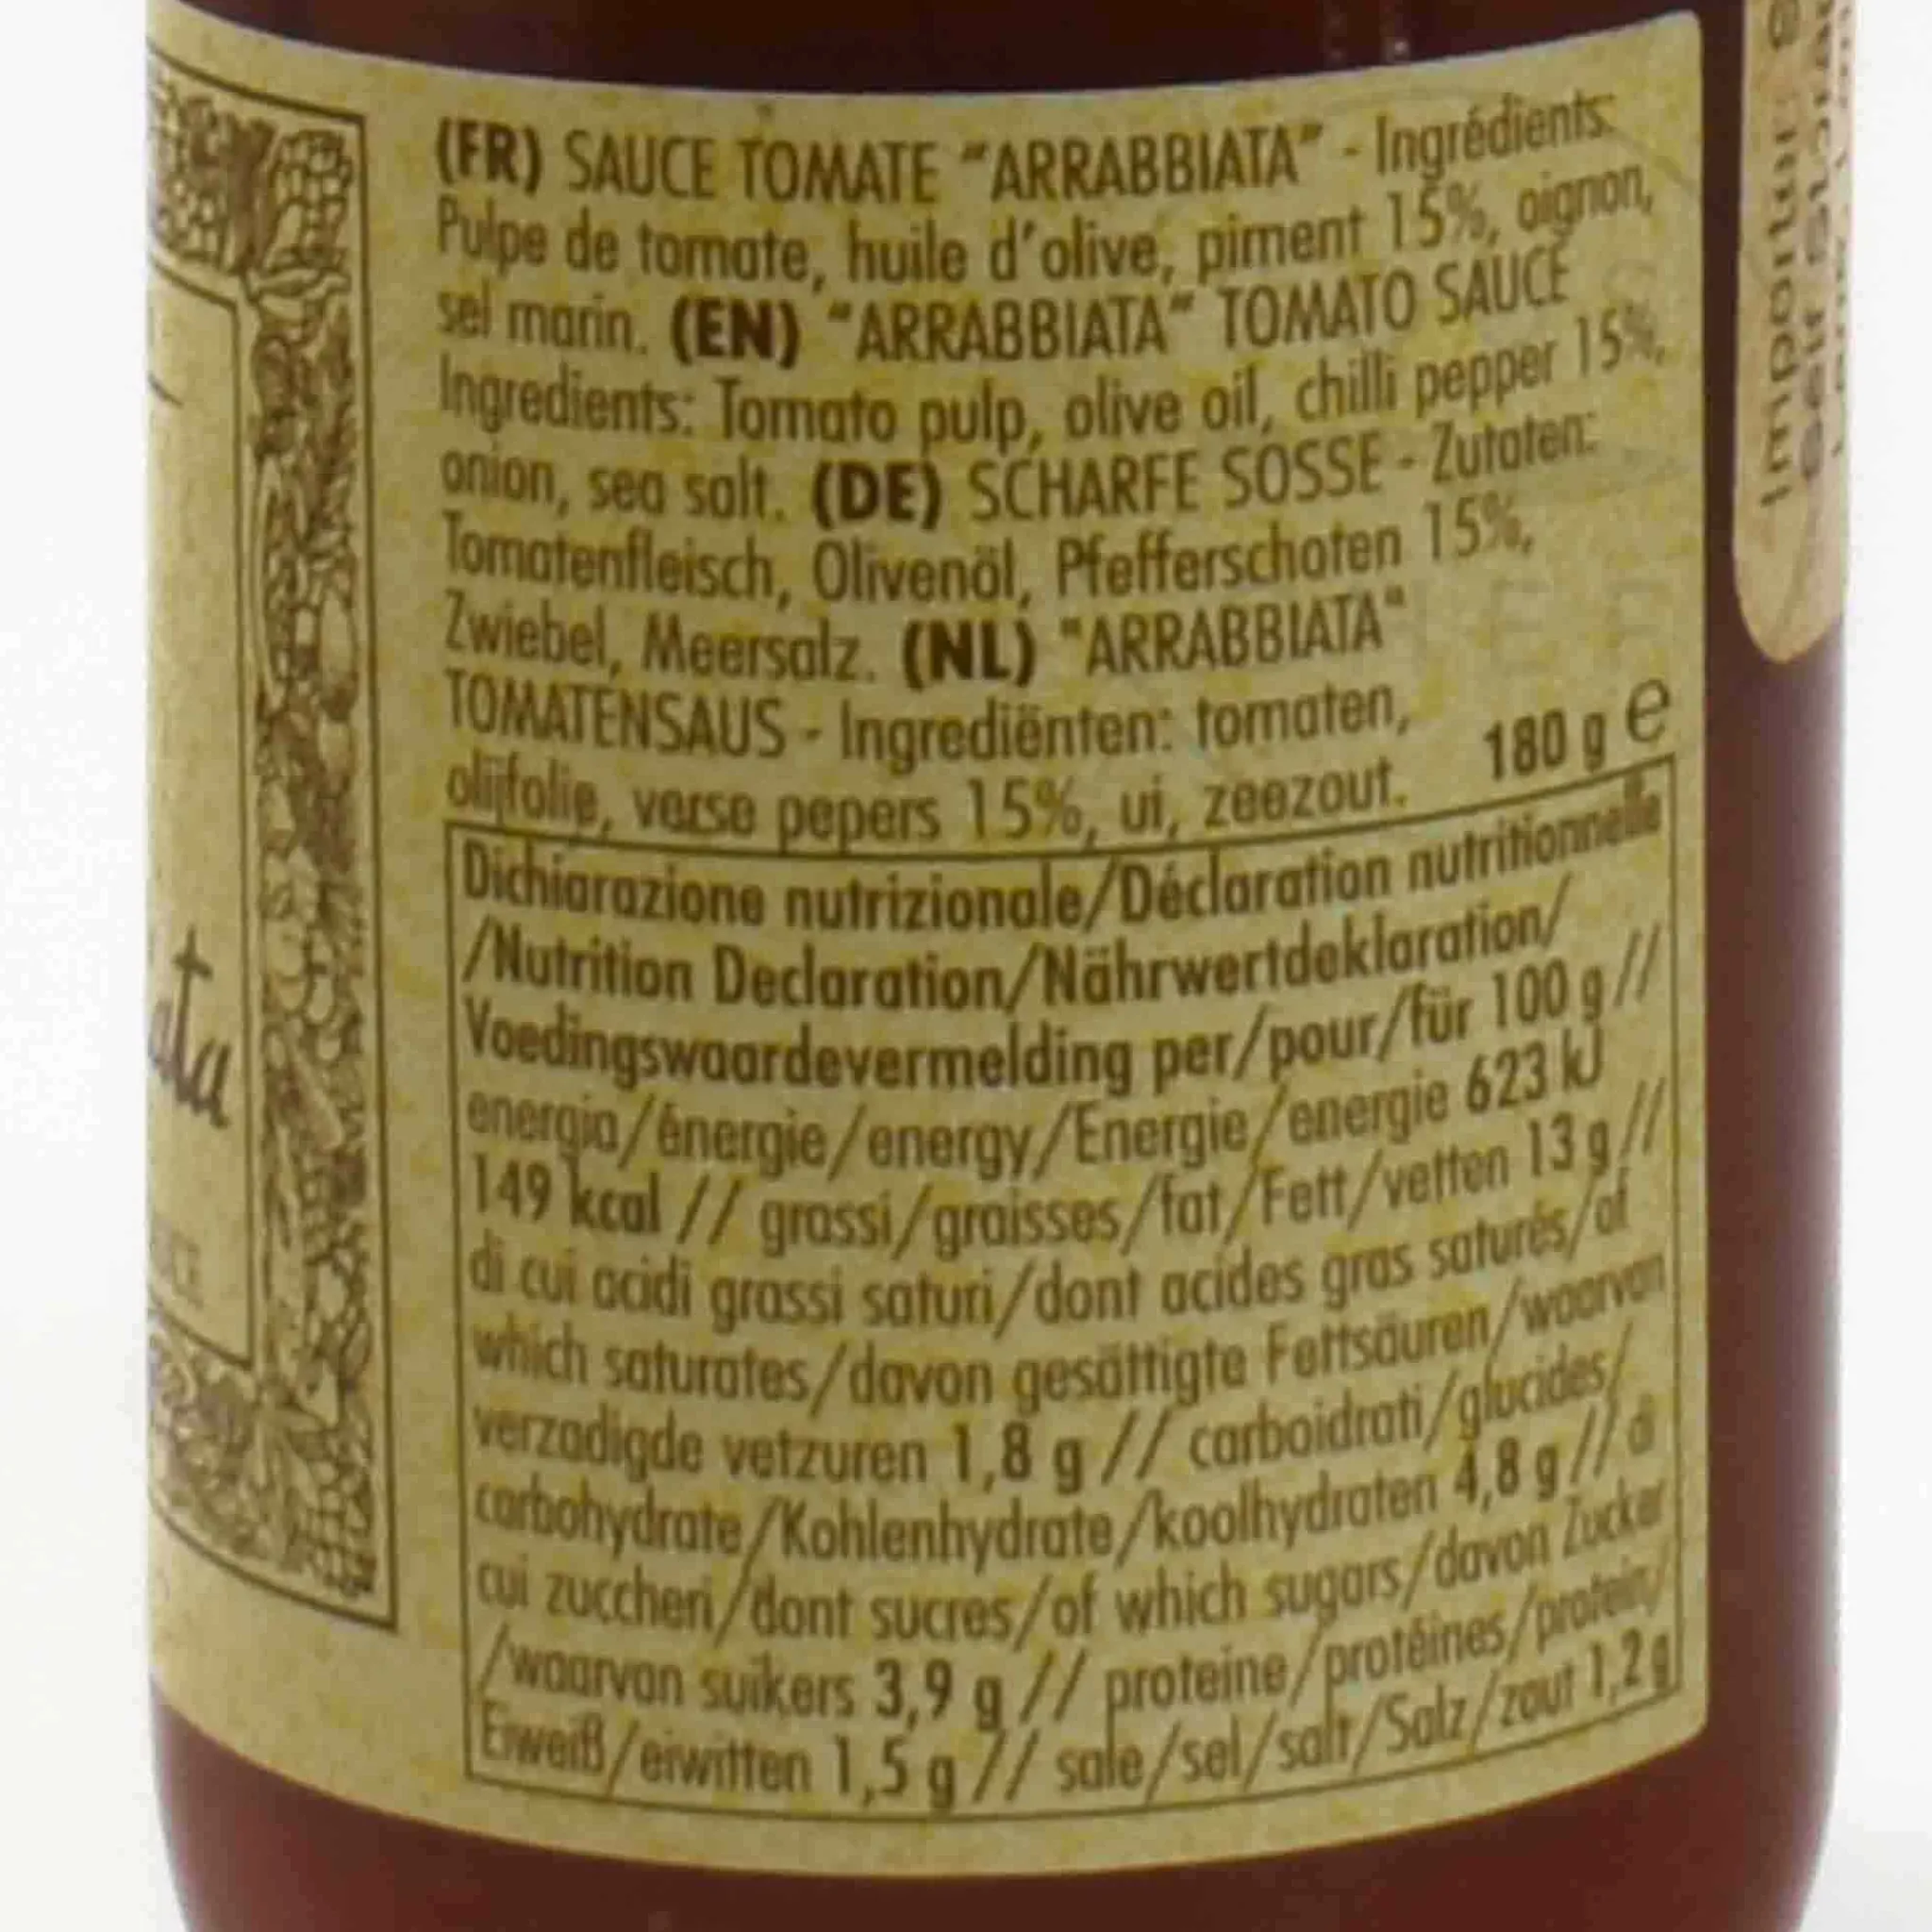 (FR) SAUCE TOMATE "ARRABBIATA" - Ingrédients:
Pulpe de tomate, huile d'olive, piment 15%, oignon,
sel marin. (EN) "ARRABBIATA" TOMATO SAUCE
Ingredients: Tomato pulp, olive oil, chilli pepper 15%,
onion, sea salt. (DE) SCHARFE SOSSE - Zutaten:
Tomatenfleisch, Olivenöl, Pfefferschoten 15%,
Zwiebel, Meersalz. (NL) "ARRABBIATA"
TOMATENSAUS - Ingrediënten: tomaten,
olijfolie, verse pepers 15%, ui, zeezout.
180 g e
Dichiarazione nutrizionale/Déclaration nutritionnelle
/Nutrition Declaration/Nährwertdeklaration/
Voedingswaardevermelding per/pour/für 100 g //
energia/énergie/energy/Energie/energie 623 kJ
149 kcal // grassi/graisses/fat/Fett/vetten 13 g //
di cui acidi grassi saturi/dont acides gras saturés/of
which saturates/davon gesättigte Fettsäuren/waarvan
verzadigde vetzuren 1,8 g // carboidrati/glucides/
carbohydrate/Kohlenhydrate/koolhydraten 4,8 g // di
cui zuccheri/dont sucres/of which sugars/davon Zucker
/waarvan suikers 3,9 g // proteine/protéines/protein/
Eiweiß/eiwitten 1,5 g // sale/sel/salt/Salz/zout 1,2 g